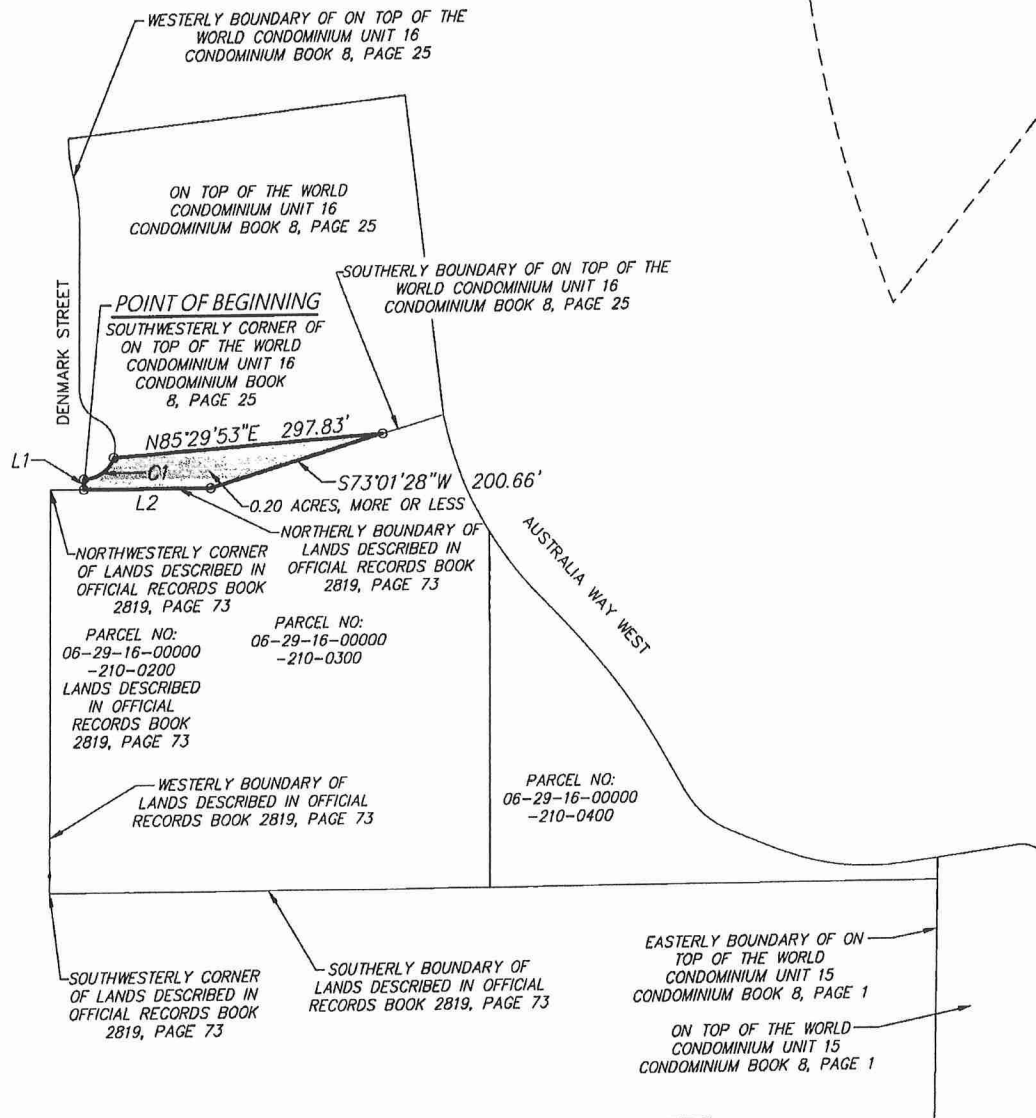 WESTERLY BOUNDARY OF ON TOP OF THE
WORLD CONDOMINIUM UNIT 16
CONDOMINIUM BOOK 8, PAGE 25
ON TOP OF THE WORLD
CONDOMINIUM UNIT 16
CONDOMINIUM BOOK 8, PAGE 25
SOUTHERLY BOUNDARY OF ON TOP OF THE
WORLD CONDOMINIUM UNIT 16
CONDOMINIUM BOOK 8, PAGE 25
DENMARK STREET
POINT OF BEGINNING
SOUTHWESTERLY CORNER OF
ON TOP OF THE WORLD
CONDOMINIUM UNIT 16
CONDOMINIUM BOOK
8, PAGE 25
N85°29'53"E 297.83'
L1
C1
S73°01'28"W 200.66'
L2
0.20 ACRES, MORE OR LESS
NORTHERLY BOUNDARY OF
LANDS DESCRIBED IN
OFFICIAL RECORDS BOOK
2819, PAGE 73
NORTHWESTERLY CORNER
OF LANDS DESCRIBED IN
OFFICIAL RECORDS BOOK
2819, PAGE 73
AUSTRALIA WAY WEST
PARCEL NO:
06-29-16-00000
-210-0200
LANDS DESCRIBED
IN OFFICIAL
RECORDS BOOK
2819, PAGE 73
PARCEL NO:
06-29-16-00000
-210-0300
WESTERLY BOUNDARY OF
LANDS DESCRIBED IN OFFICIAL
RECORDS BOOK 2819, PAGE 73
PARCEL NO:
06-29-16-00000
-210-0400
SOUTHWESTERLY CORNER
OF LANDS DESCRIBED IN
OFFICIAL RECORDS BOOK
2819, PAGE 73
SOUTHERLY BOUNDARY OF
LANDS DESCRIBED IN OFFICIAL
RECORDS BOOK 2819, PAGE 73
EASTERLY BOUNDARY OF ON
TOP OF THE WORLD
CONDOMINIUM UNIT 15
CONDOMINIUM BOOK 8, PAGE 1
ON TOP OF THE WORLD
CONDOMINIUM UNIT 15
CONDOMINIUM BOOK 8, PAGE 1